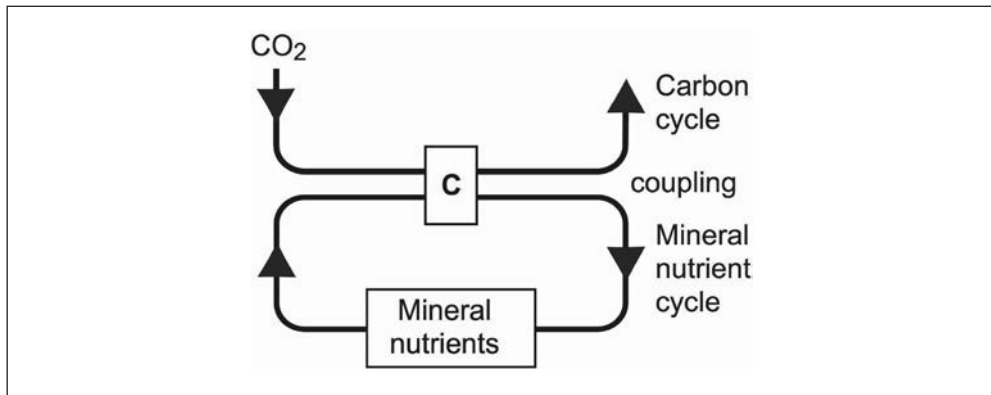 CO₂
Carbon
cycle
C
coupling
Mineral
nutrient
cycle
Mineral
nutrients